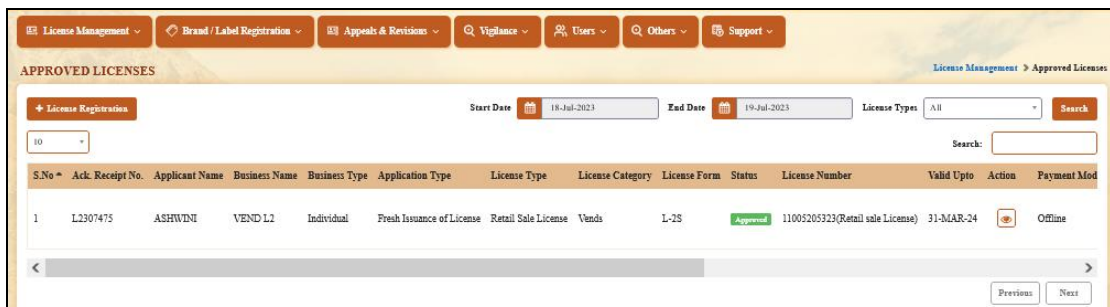 License Management Brand / Label Registration Appeals & Revisions Vigilance Users Others Support
APPROVED LICENSES License Management > Approved Licenses
+ License Registration Start Date 18-Jul-2023 End Date 19-Jul-2023 License Types All Search
10 Search:
S.No Ack. Receipt No. Applicant Name Business Name Business Type Application Type License Type License Category License Form Status License Number Valid Upto Action Payment Mod
1 L2307475 ASHWINI VEND L2 Individual Fresh Issuance of License Retail Sale License Vends L-2S Approved 11005205323(Retail sale License) 31-MAR-24 Offline
Previous Next